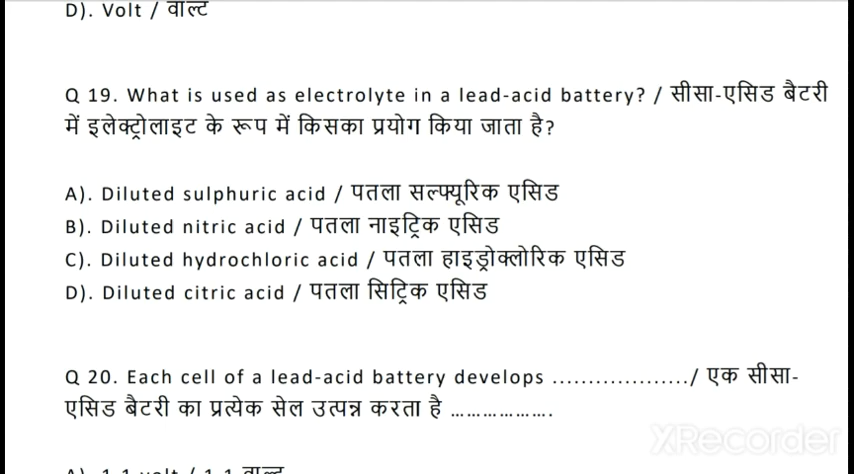 D). Volt / वाल्ट
Q 19. What is used as electrolyte in a lead-acid battery? / सीसा-एसिड बैटरी
में इलेक्ट्रोलाइट के रूप में किसका प्रयोग किया जाता है?
A). Diluted sulphuric acid / पतला सल्फ्यूरिक एसिड
B). Diluted nitric acid / पतला नाइट्रिक एसिड
C). Diluted hydrochloric acid / पतला हाइड्रोक्लोरिक एसिड
D). Diluted citric acid / पतला सिट्रिक एसिड
Q 20. Each cell of a lead-acid battery develops ..................../ एक सीसा-
एसिड बैटरी का प्रत्येक सेल उत्पन्न करता है ...................
XRecorder